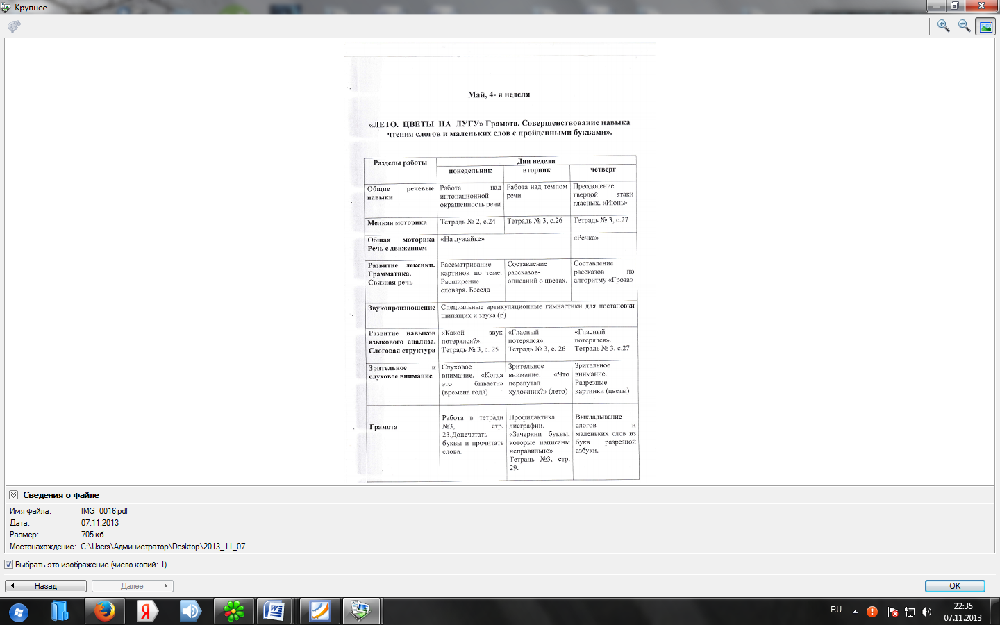 Крупнее
Май, 4- я неделя
«ЛЕТО. ЦВЕТЫ НА ЛУГУ» Грамота. Совершенствование навыка
чтения слогов и маленьких слов с пройденными буквами».
Разделы работы
Дни недели
понедельник
вторник
четверг
Общие речевые
навыки
Работа над
интонационной
окрашенность речи
Работа над темпом
речи
Преодоление
твердой атаки
гласных. «Июнь»
Мелкая моторика
Тетрадь № 2, с.24
Тетрадь № 3, с.26
Тетрадь № 3, с.27
Общая моторика
Речь с движением
«На лужайке»
«Речка»
Развитие лексики.
Грамматика.
Связная речь
Рассматривание
картинок по теме.
Расширение
словаря. Беседа
Составление
рассказов-
описаний о цветах.
Составление
рассказов по
алгоритму «Гроза»
Звукопроизношение
Специальные артикуляционные гимнастики для постановки
шипящих и звука (р)
Развитие навыков
языкового анализа.
Слоговая структура
«Какой звук
потерялся?».
Тетрадь № 3, с. 25
«Гласный
потерялся».
Тетрадь № 3, с. 26
«Гласный
потерялся».
Тетрадь № 3, с.27
Зрительное и
слуховое внимание
Слуховое
внимание. «Когда
это бывает?»
(времена года)
Зрительное
внимание. «Что
перепутал
художник?» (лето)
Зрительное
внимание.
Разрезные
картинки (цветы)
Грамота
Работа в тетради
№3, стр.
23.Допечатать
буквы и прочитать
слова.
Профилактика
дисграфии.
«Зачеркни буквы,
которые написаны
неправильно»
Тетрадь №3, стр.
29.
Выкладывание
слогов и
маленьких слов из
букв разрезной
азбуки.
Сведения о файле
Имя файла: IMG_0016.pdf
Дата: 07.11.2013
Размер: 705 кб
Местонахождение: C:\Users\Администратор\Desktop\2013_11_07
Выбрать это изображение (число копий: 1)
Назад
Далее
OK
Я
W
RU
22:35
07.11.2013